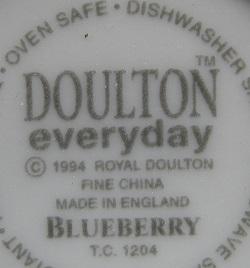 • OVEN SAFE • DISHWASHER
DOULTON™
everyday
© 1994 ROYAL DOULTON
FINE CHINA
MADE IN ENGLAND
BLUEBERRY
T.C. 1204